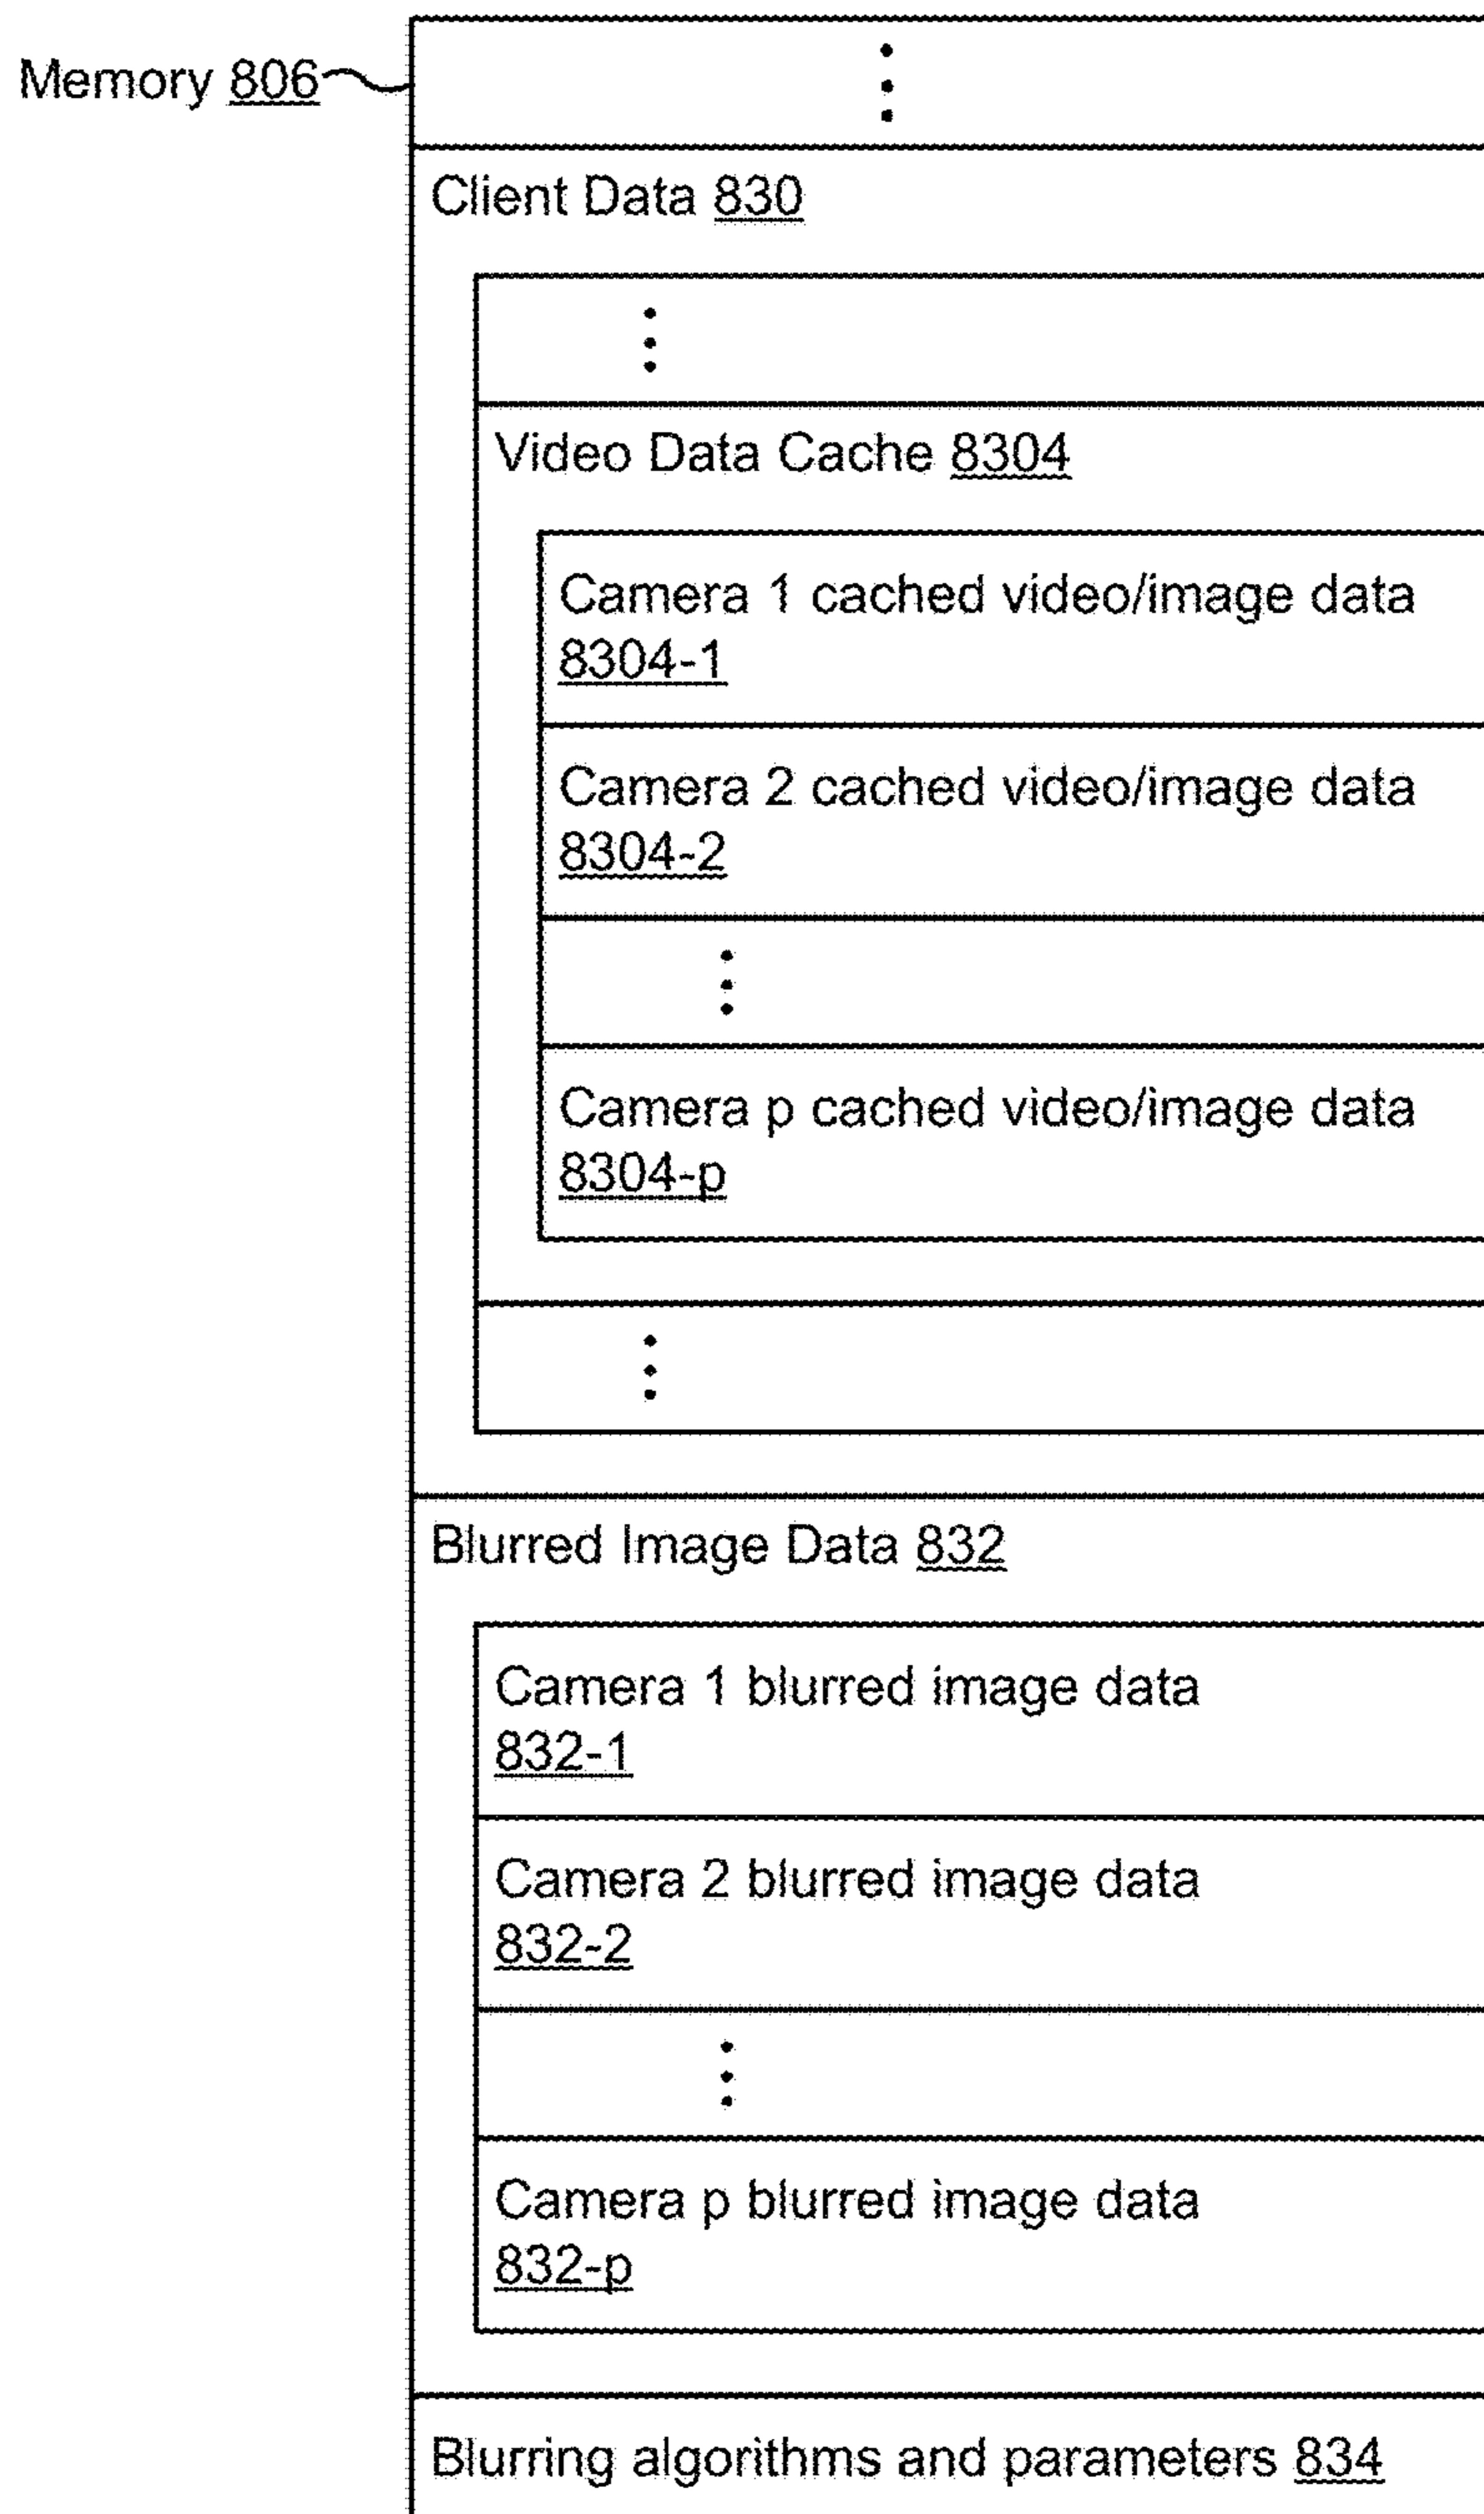 Memory 806
Client Data 830
Video Data Cache 8304
Camera 1 cached video/image data
8304-1
Camera 2 cached video/image data
8304-2
Camera p cached video/image data
8304-p
Blurred Image Data 832
Camera 1 blurred image data
832-1
Camera 2 blurred image data
832-2
Camera p blurred image data
832-p
Blurring algorithms and parameters 834